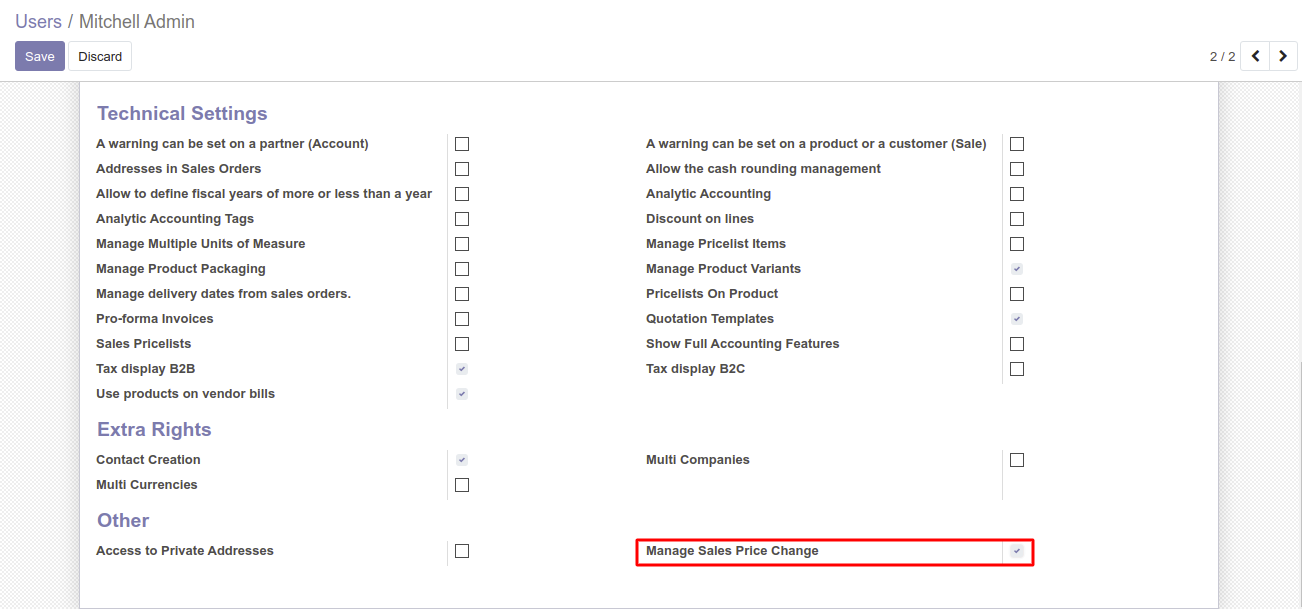 Users / Mitchell Admin
Save Discard 2 / 2
Technical Settings
A warning can be set on a partner (Account) A warning can be set on a product or a customer (Sale)
Addresses in Sales Orders Allow the cash rounding management
Allow to define fiscal years of more or less than a year Analytic Accounting
Analytic Accounting Tags Discount on lines
Manage Multiple Units of Measure Manage Pricelist Items
Manage Product Packaging Manage Product Variants
Manage delivery dates from sales orders. Pricelists On Product
Pro-forma Invoices Quotation Templates
Sales Pricelists Show Full Accounting Features
Tax display B2B Tax display B2C
Use products on vendor bills
Extra Rights
Contact Creation Multi Companies
Multi Currencies
Other
Access to Private Addresses Manage Sales Price Change